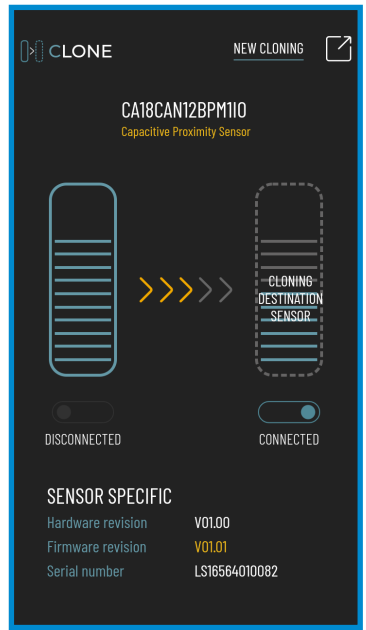 CLONE
NEW CLONING
CA18CAN12BPM1IO
Capacitive Proximity Sensor
CLONING
DESTINATION
SENSOR
DISCONNECTED
CONNECTED
SENSOR SPECIFIC
Hardware revision V01.00
Firmware revision V01.01
Serial number LS16564010082